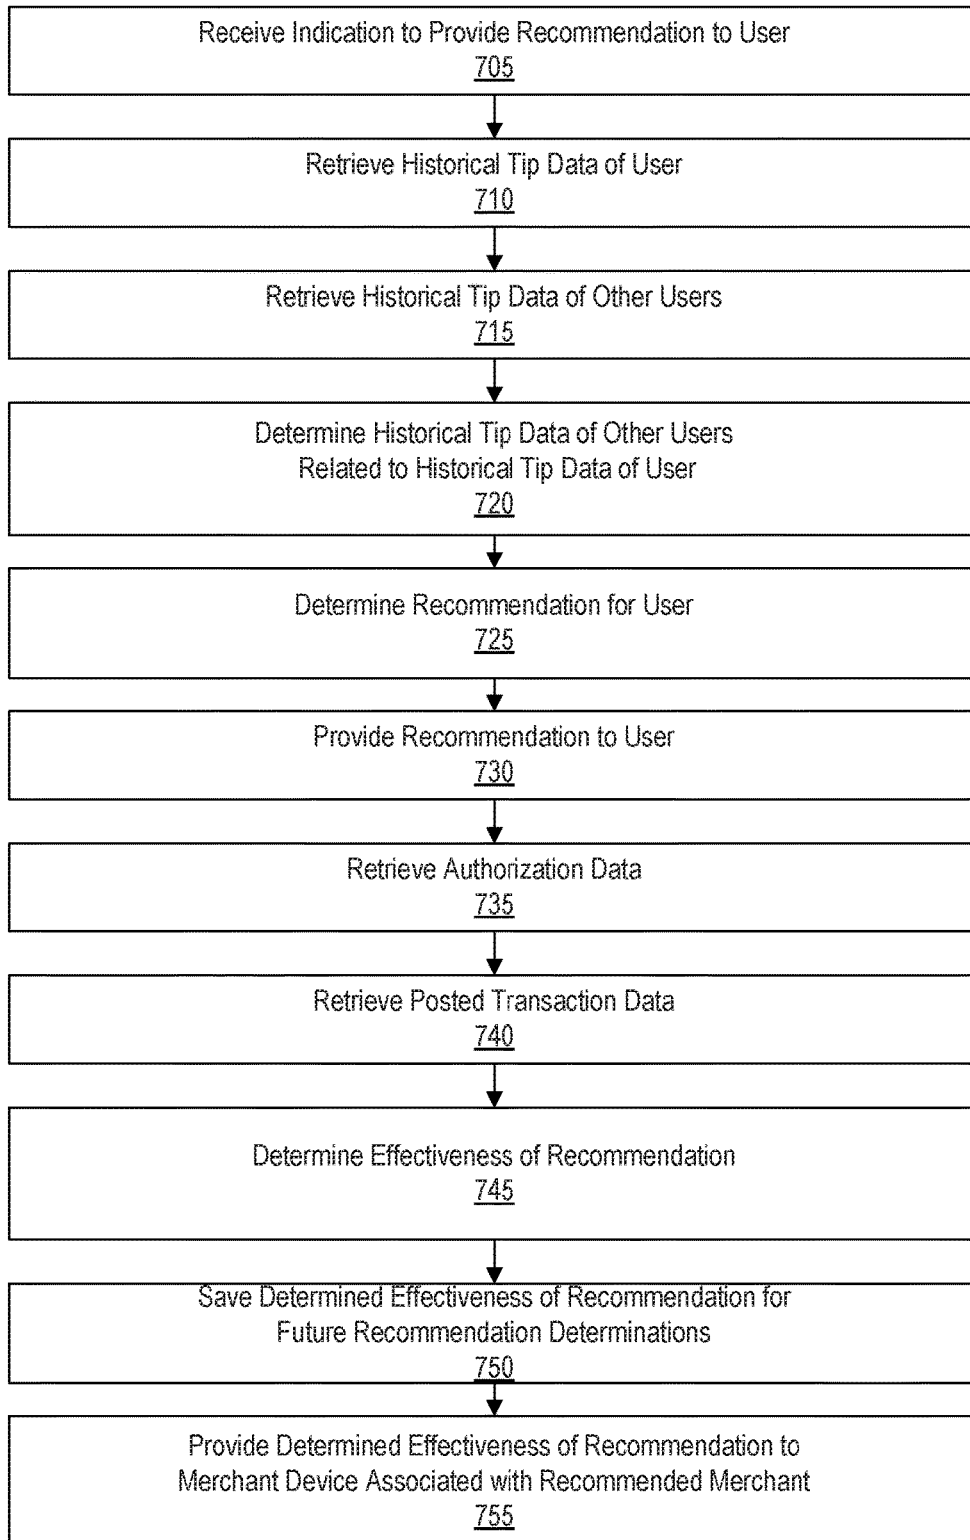 Receive Indication to Provide Recommendation to User
705
Retrieve Historical Tip Data of User
710
Retrieve Historical Tip Data of Other Users
715
Determine Historical Tip Data of Other Users
Related to Historical Tip Data of User
720
Determine Recommendation for User
725
Provide Recommendation to User
730
Retrieve Authorization Data
735
Retrieve Posted Transaction Data
740
Determine Effectiveness of Recommendation
745
Save Determined Effectiveness of Recommendation for
Future Recommendation Determinations
750
Provide Determined Effectiveness of Recommendation to
Merchant Device Associated with Recommended Merchant
755